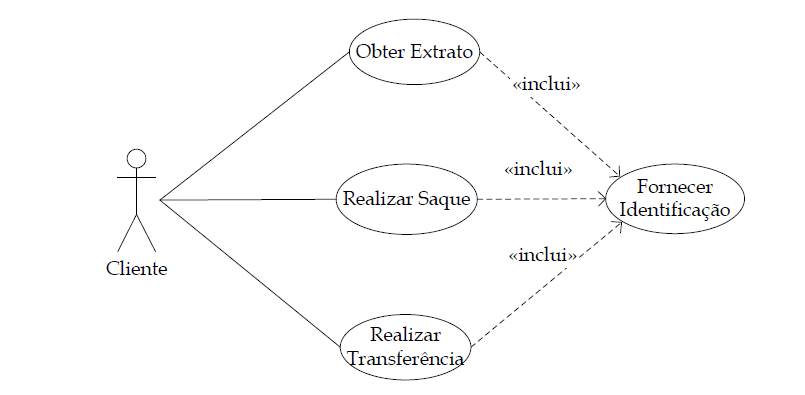 Obter Extrato
«inclui»
«inclui»
Fornecer
Identificação
Realizar Saque
«inclui»
Cliente
Realizar
Transferência